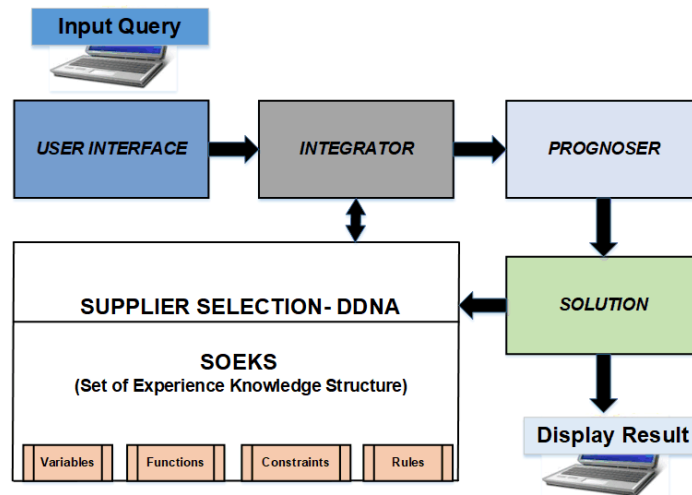 Input Query
USER INTERFACE
INTEGRATOR
PROGNOSER
SUPPLIER SELECTION- DDNA
SOLUTION
SOEKS
(Set of Experience Knowledge Structure)
Variables
Functions
Constraints
Rules
Display Result